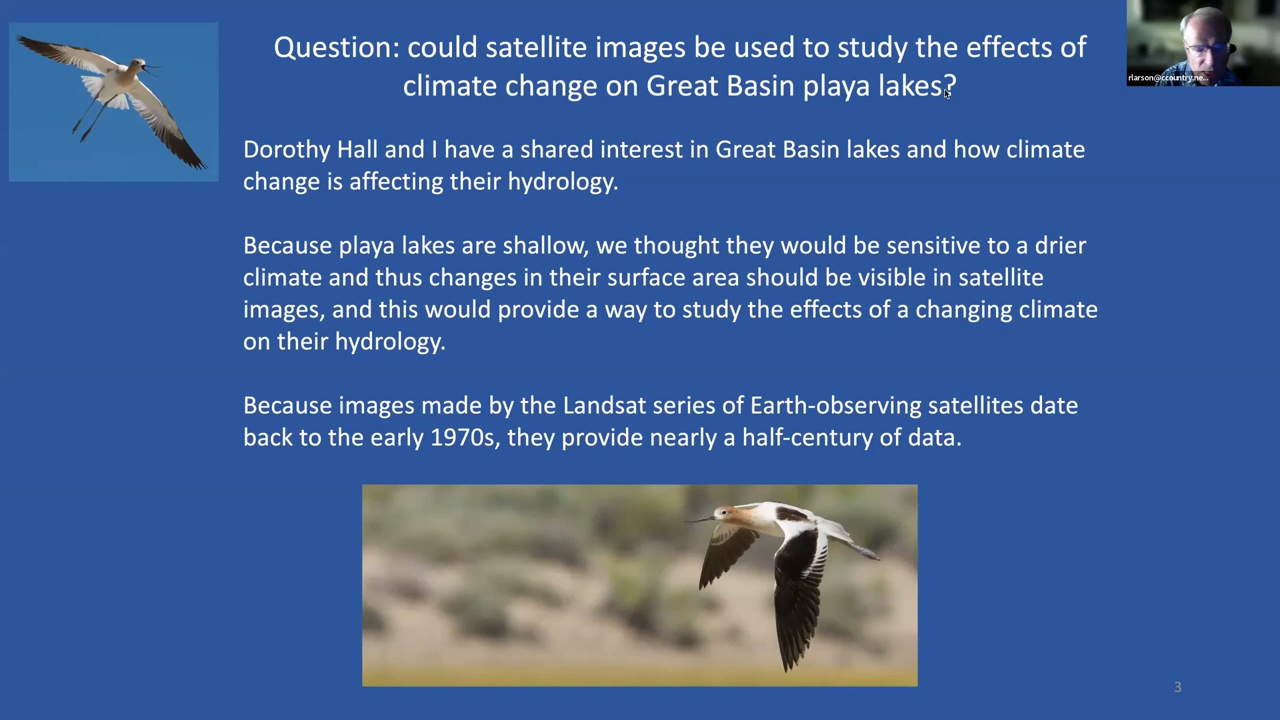 Question: could satellite images be used to study the effects of
climate change on Great Basin playa lakes?
rlarson@ccountry.ne...
Dorothy Hall and I have a shared interest in Great Basin lakes and how climate
change is affecting their hydrology.
Because playa lakes are shallow, we thought they would be sensitive to a drier
climate and thus changes in their surface area should be visible in satellite
images, and this would provide a way to study the effects of a changing climate
on their hydrology.
Because images made by the Landsat series of Earth-observing satellites date
back to the early 1970s, they provide nearly a half-century of data.
3